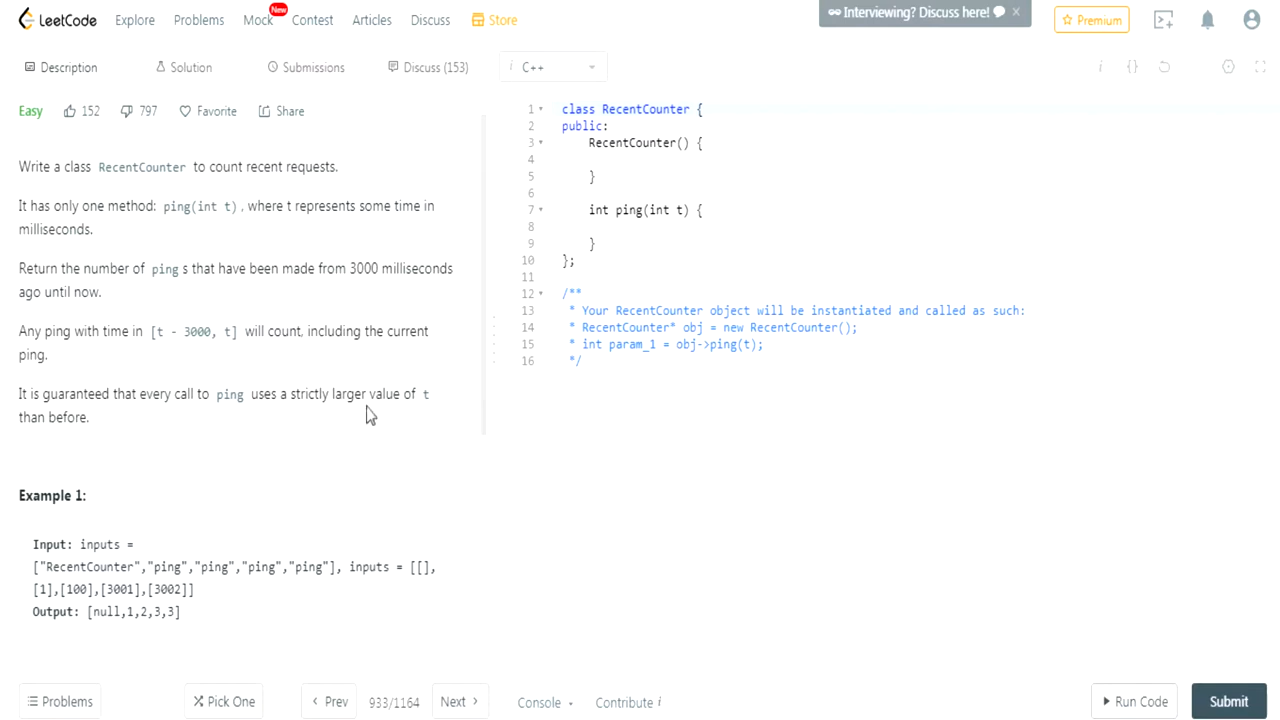 LeetCode Explore Problems Mock New Contest Articles Discuss Store Interviewing? Discuss here! × Premium
Description Solution Submissions Discuss (153) i C++ i {}
Easy 152 797 Favorite Share
Write a class RecentCounter to count recent requests.
It has only one method: ping(int t), where t represents some time in
milliseconds.
Return the number of ping s that have been made from 3000 milliseconds
ago until now.
Any ping with time in [t - 3000, t] will count, including the current
ping.
It is guaranteed that every call to ping uses a strictly larger value of t
than before.
Example 1:
Input: inputs =
["RecentCounter","ping","ping","ping","ping"], inputs = [[],
[1],[100],[3001],[3002]]
Output: [null,1,2,3,3]
1 class RecentCounter {
2 public:
3 RecentCounter() {
4
5 }
6
7 int ping(int t) {
8
9 }
10 };
11
12 /**
13 * Your RecentCounter object will be instantiated and called as such:
14 * RecentCounter* obj = new RecentCounter();
15 * int param_1 = obj->ping(t);
16 */
Problems Pick One Prev 933/1164 Next Console Contribute i Run Code Submit